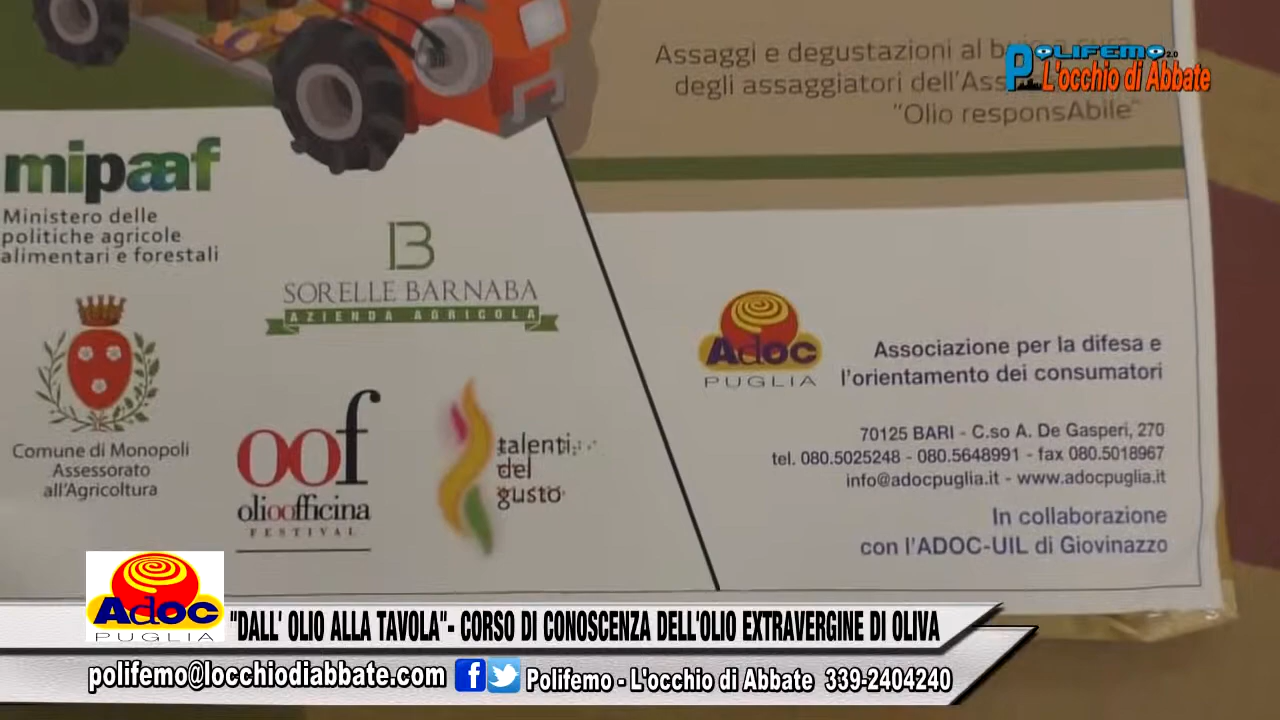 Assaggi e degustazioni al buio a cura
degli assaggiatori dell'Ass
"Olio responsAbile"
POLIFEMO 2.0
L'occhio di Abbate
mipaaf
Ministero delle
politiche agricole
alimentari e forestali
B
SORELLE BARNABA
AZIENDA AGRICOLA
Comune di Monopoli
Assessorato
all'Agricoltura
oof
olioofficina
FESTIVAL
talenti
del
gusto
Adoc
PUGLIA
Associazione per la difesa e
l'orientamento dei consumatori
70125 BARI - C.so A. De Gasperi, 270
tel. 080.5025248 - 080.5648991 - fax 080.5018967
info@adocpuglia.it - www.adocpuglia.it
In collaborazione
con l'ADOC-UIL di Giovinazzo
Adoc
PUGLIA
"DALL' OLIO ALLA TAVOLA"- CORSO DI CONOSCENZA DELL'OLIO EXTRAVERGINE DI OLIVA
polifemo@locchiodiabbate.com
Polifemo - L'occhio di Abbate 339-2404240